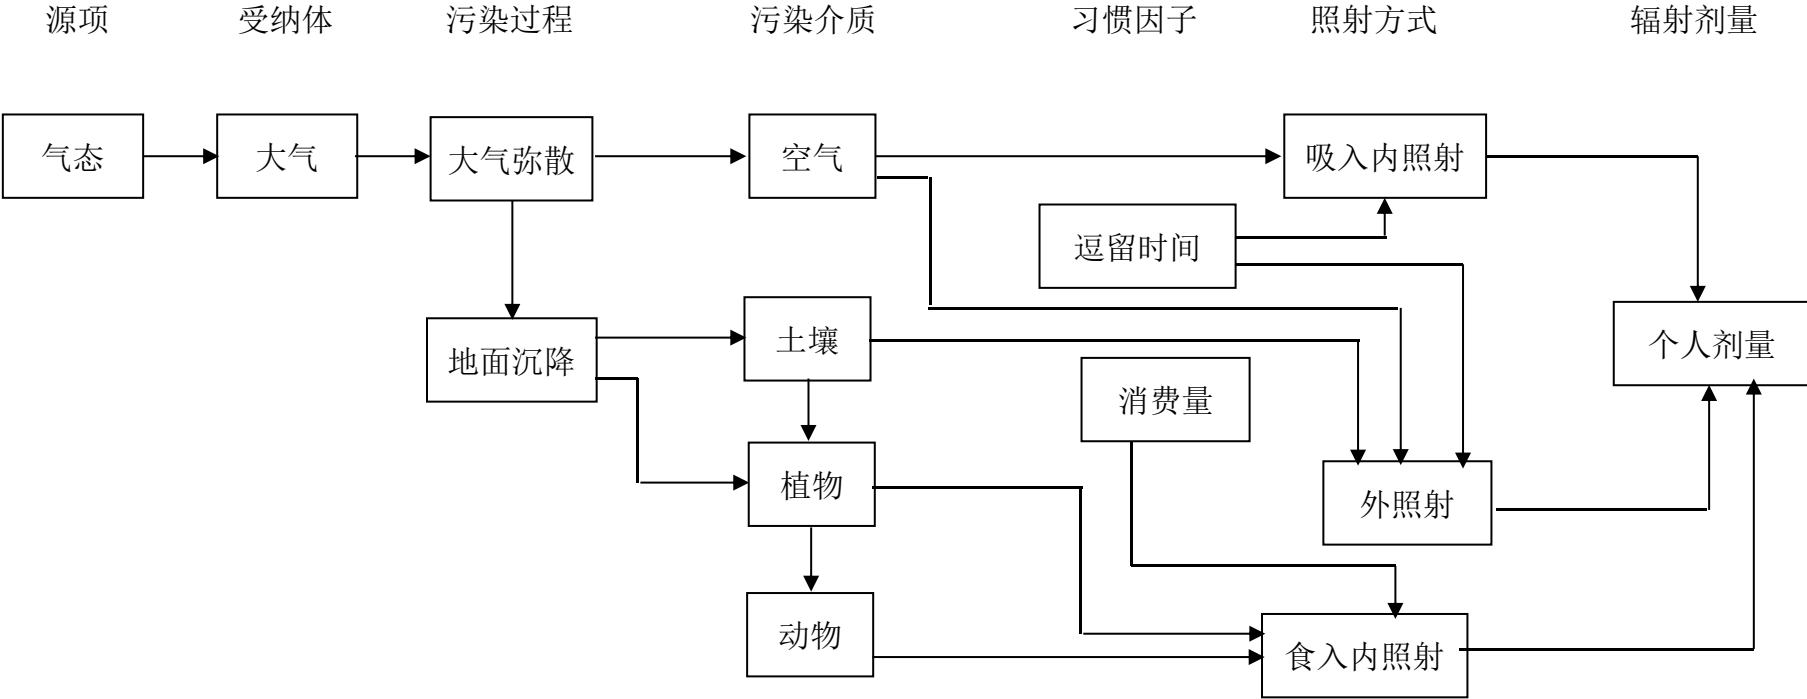 源项 受纳体 污染过程 污染介质 习惯因子 照射方式 辐射剂量
气态 大气 大气弥散 空气 吸入内照射
逗留时间
地面沉降 土壤 个人剂量
消费量
植物 外照射
动物 食入内照射